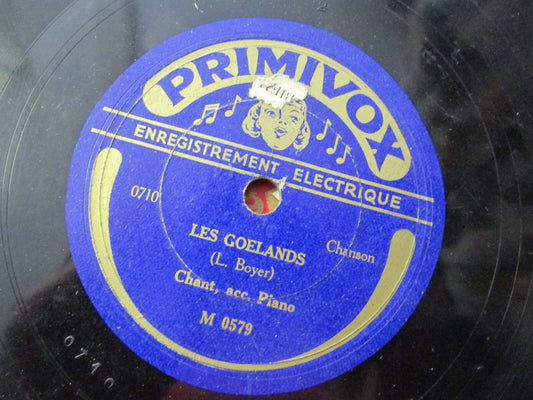 PRIMIVOX
ENREGISTREMENT ELECTRIQUE
0710
LES GOELANDS
(L. Boyer)
Chanson
Chant, acc. Piano
M 0579
0710